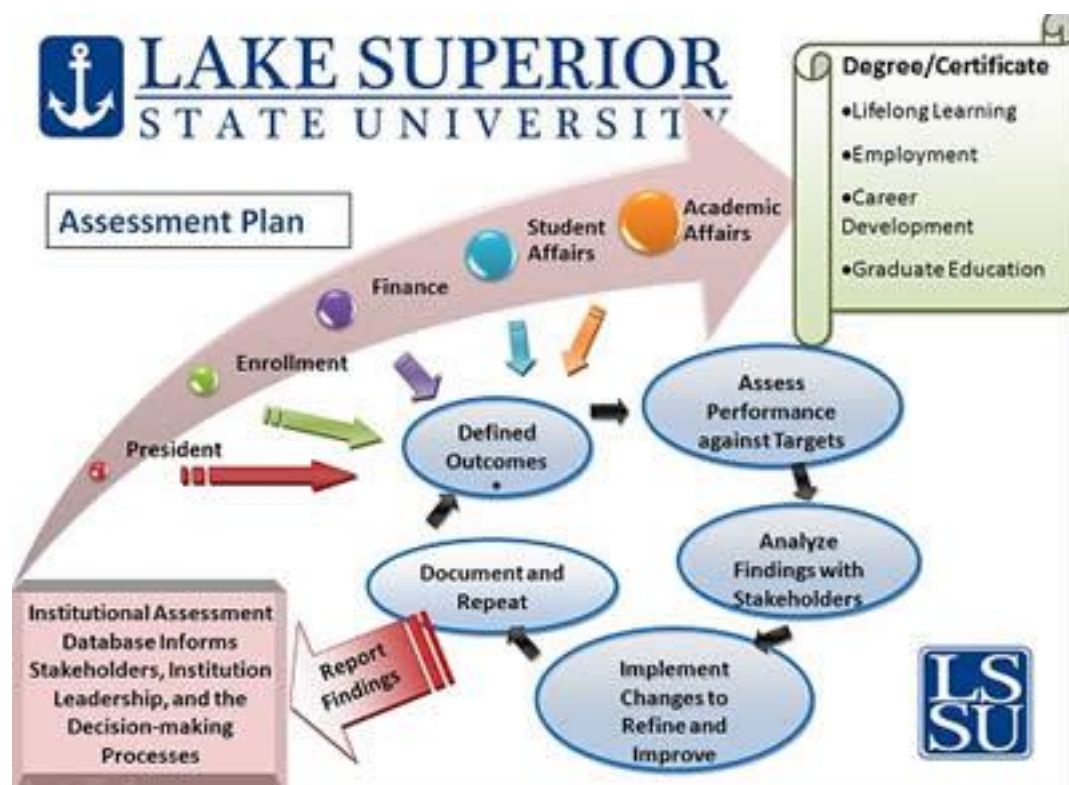 LAKE SUPERIOR
STATE UNIVERSITY
Degree/Certificate
•Lifelong Learning
•Employment
•Career
Development
•Graduate Education
Assessment Plan
Academic
Affairs
Student
Affairs
Finance
Enrollment
President
Defined
Outcomes
•
Assess
Performance
against Targets
Analyze
Findings with
Stakeholders
Implement
Changes to
Refine and
Improve
Document and
Repeat
Report
Findings
Institutional Assessment
Database Informs
Stakeholders, Institution
Leadership, and the
Decision-making
Processes
LS
SU